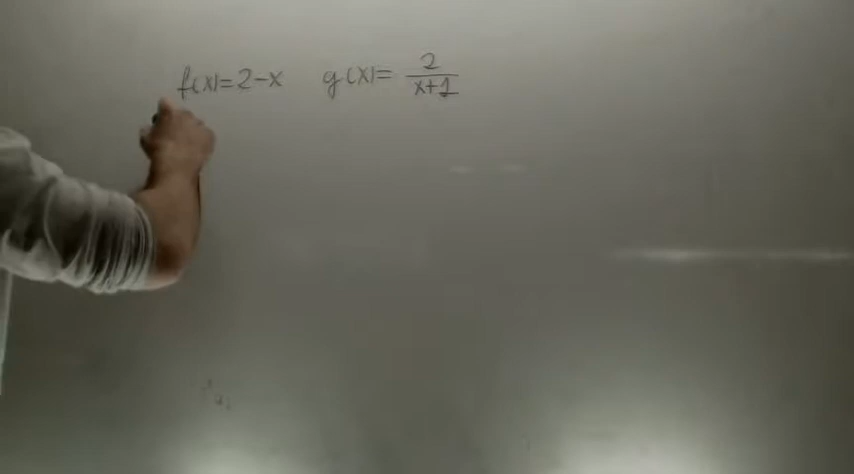 f(x)=2-x g(x)= 2/(x+1)